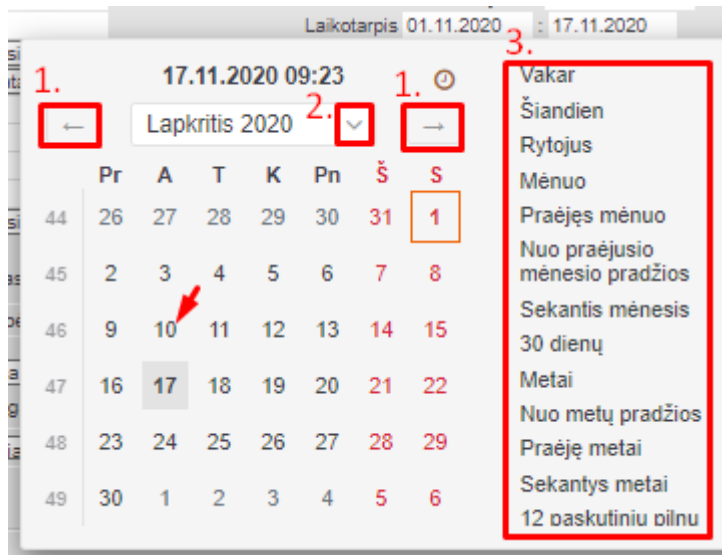 Laikotarpis 01.11.2020 : 17.11.2020
1. 17.11.2020 09:23 1.
← Lapkritis 2020 2. →
Pr A T K Pn Š S
44 26 27 28 29 30 31 1
45 2 3 4 5 6 7 8
46 9 10 11 12 13 14 15
47 16 17 18 19 20 21 22
48 23 24 25 26 27 28 29
49 30 1 2 3 4 5 6
3.
Vakar
Šiandien
Rytojus
Mėnuo
Praėjęs mėnuo
Nuo praėjusio
mėnesio pradžios
Sekantis mėnesis
30 dienų
Metai
Nuo metų pradžios
Praėję metai
Sekantys metai
12 paskutinių pilnų